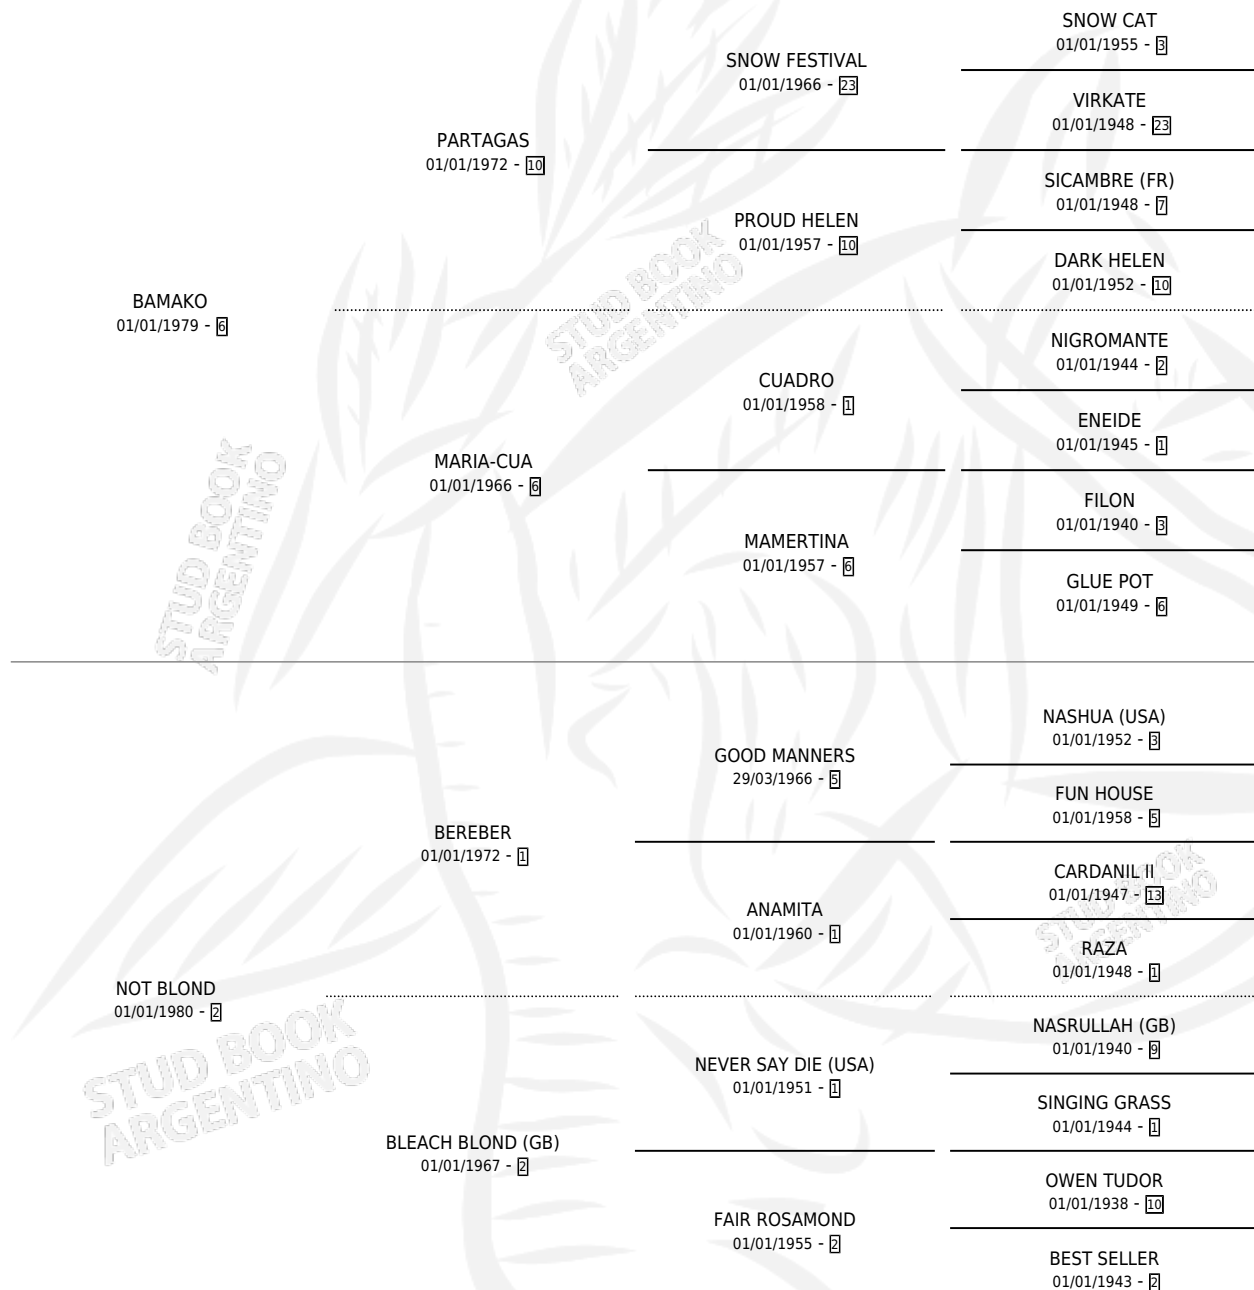 SNOW CAT
01/01/1955 - 3
SNOW FESTIVAL
01/01/1966 - 23
VIRKATE
01/01/1948 - 23
PARTAGAS
01/01/1972 - 10
SICAMBRE (FR)
01/01/1948 - 7
PROUD HELEN
01/01/1957 - 10
DARK HELEN
01/01/1952 - 10
BAMAKO
01/01/1979 - 6
STUD BOOK
ARGENTINO
NIGROMANTE
01/01/1944 - 2
CUADRO
01/01/1958 - 1
ENEIDE
01/01/1945 - 1
MARIA-CUA
01/01/1966 - 6
FILON
01/01/1940 - 3
MAMERTINA
01/01/1957 - 6
GLUE POT
01/01/1949 - 6
STUD BOOK
ARGENTINO
NASHUA (USA)
01/01/1952 - 3
GOOD MANNERS
29/03/1966 - 5
FUN HOUSE
01/01/1958 - 5
BEREBER
01/01/1972 - 1
CARDANIL II
01/01/1947 - 13
ANAMITA
01/01/1960 - 1
RAZA
01/01/1948 - 1
STUD BOOK
ARGENTINO
NOT BLOND
01/01/1980 - 2
NASRULLAH (GB)
01/01/1940 - 9
NEVER SAY DIE (USA)
01/01/1951 - 1
SINGING GRASS
01/01/1944 - 1
STUD BOOK
ARGENTINO
BLEACH BLOND (GB)
01/01/1967 - 2
OWEN TUDOR
01/01/1938 - 10
FAIR ROSAMOND
01/01/1955 - 2
BEST SELLER
01/01/1943 - 2